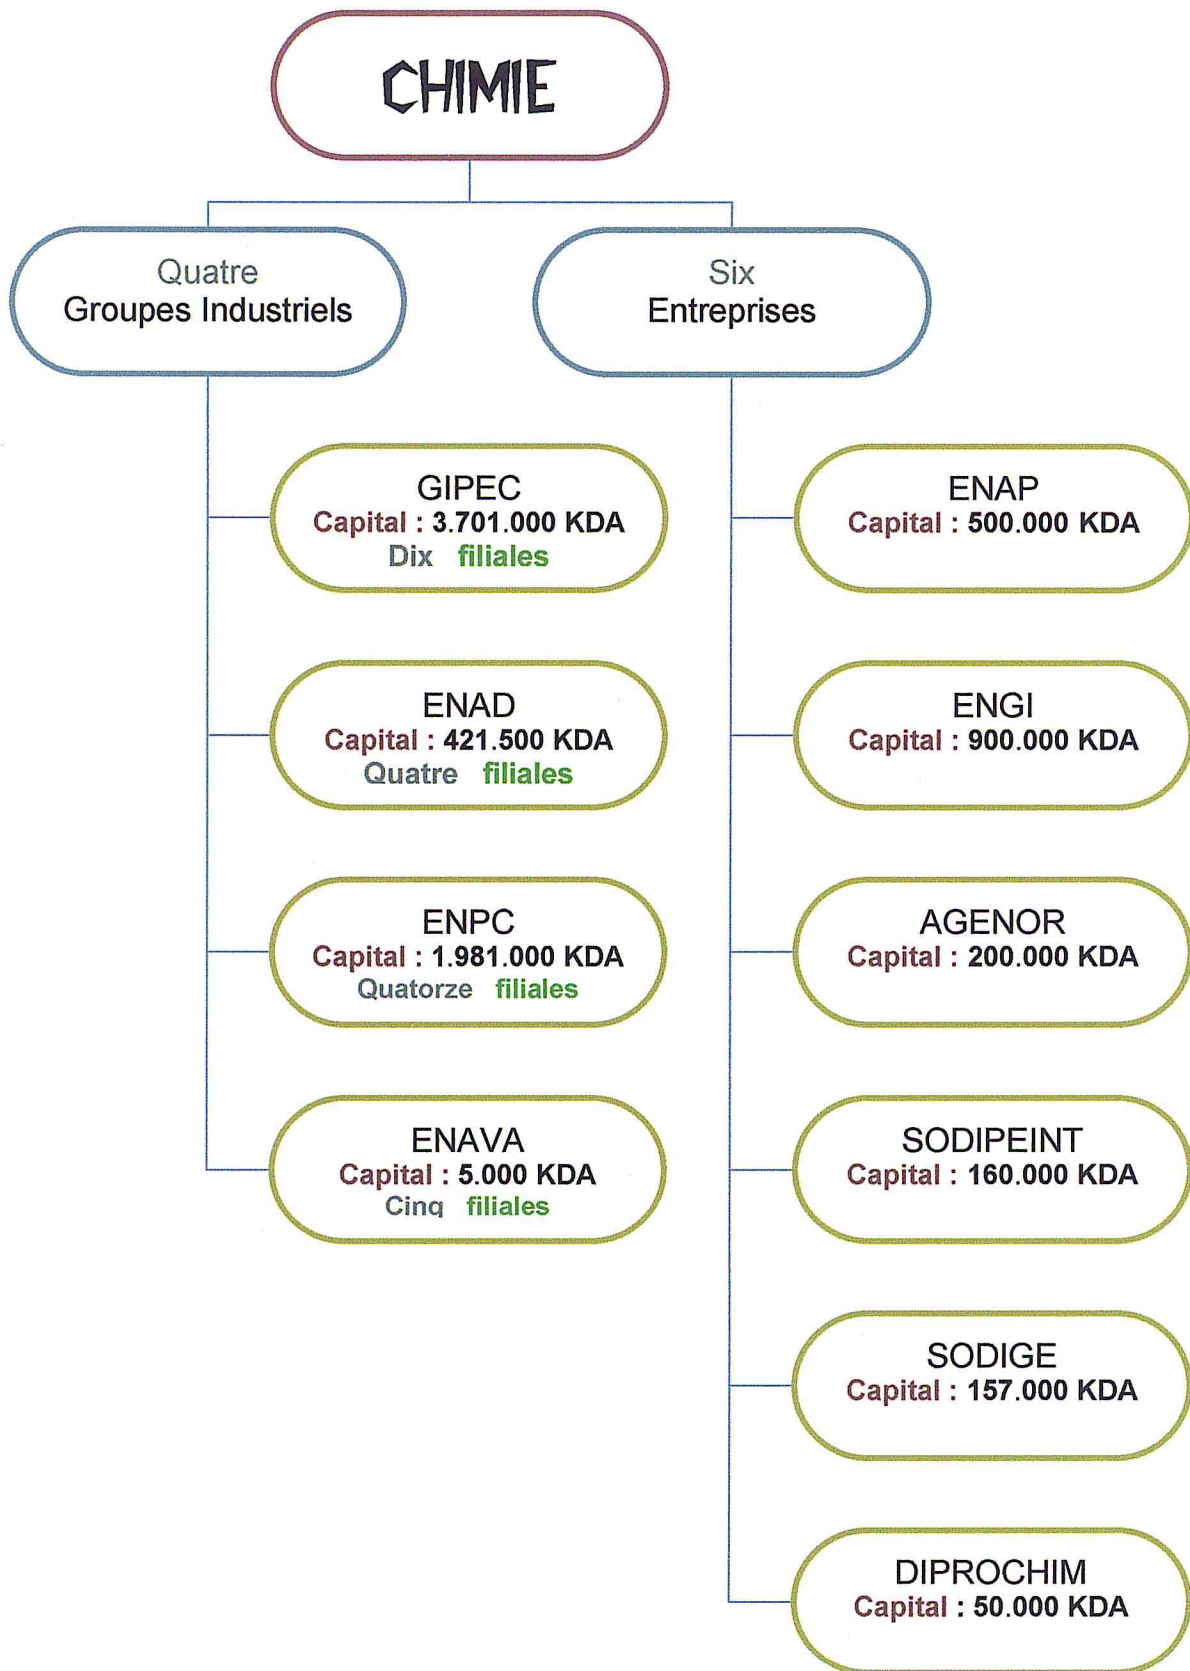 CHIMIE
Quatre
Groupes Industriels
Six
Entreprises
GIPEC
Capital : 3.701.000 KDA
Dix filiales
ENAD
Capital : 421.500 KDA
Quatre filiales
ENPC
Capital : 1.981.000 KDA
Quatorze filiales
ENAVA
Capital : 5.000 KDA
Cinq filiales
ENAP
Capital : 500.000 KDA
ENGI
Capital : 900.000 KDA
AGENOR
Capital : 200.000 KDA
SODIPEINT
Capital : 160.000 KDA
SODIGE
Capital : 157.000 KDA
DIPROCHIM
Capital : 50.000 KDA